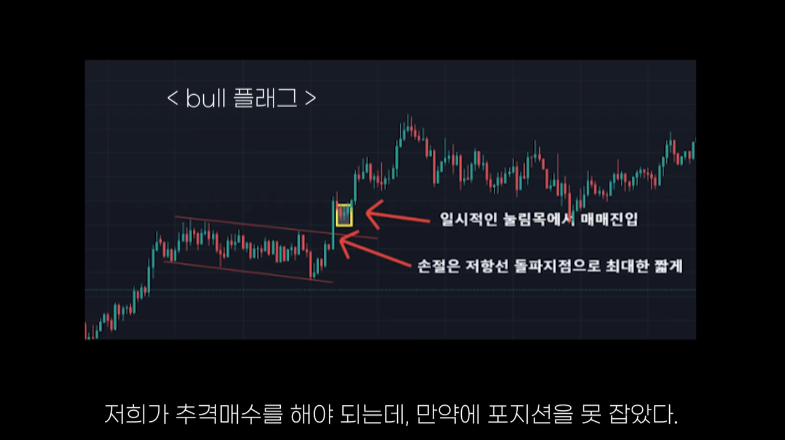 < bull 플래그 >
일시적인 눌림목에서 매매진입
손절은 저항선 돌파지점으로 최대한 짧게
저희가 추격매수를 해야 되는데, 만약에 포지션을 못 잡았다.